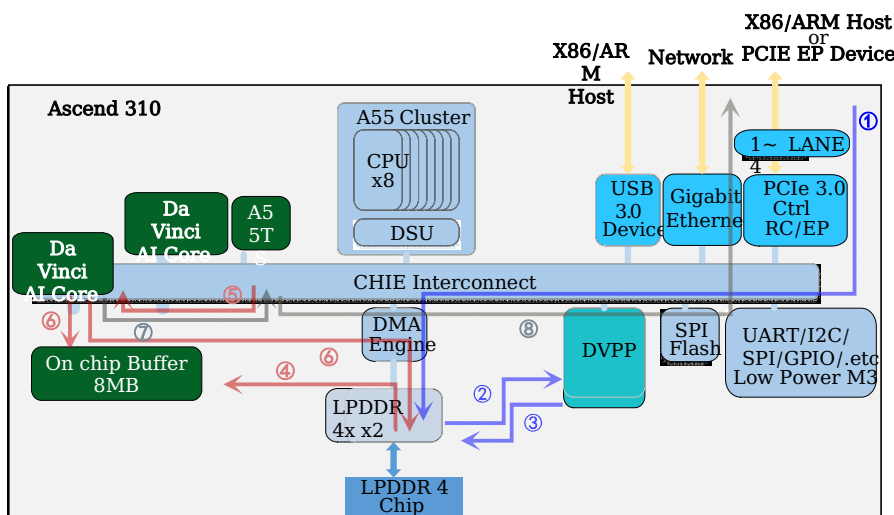 X86/ARM Host
or
PCIE EP Device
X86/AR
M
Host
Network
Ascend 310
①
A55 Cluster
CPU
x8
DSU
1~ LANE
4
USB
3.0
Device
Gigabit
Etherne
PCIe 3.0
Ctrl
RC/EP
Da
Vinci
AI Core
A5
5T
S
Da
Vinci
AI Core
CHIE Interconnect
⑤
⑥
⑦
⑥
⑧
DMA
Engine
DVPP
SPI
Flash
UART/I2C/
SPI/GPIO/.etc
Low Power M3
On chip Buffer
8MB
④
②
③
LPDDR
4x x2
LPDDR 4
Chip